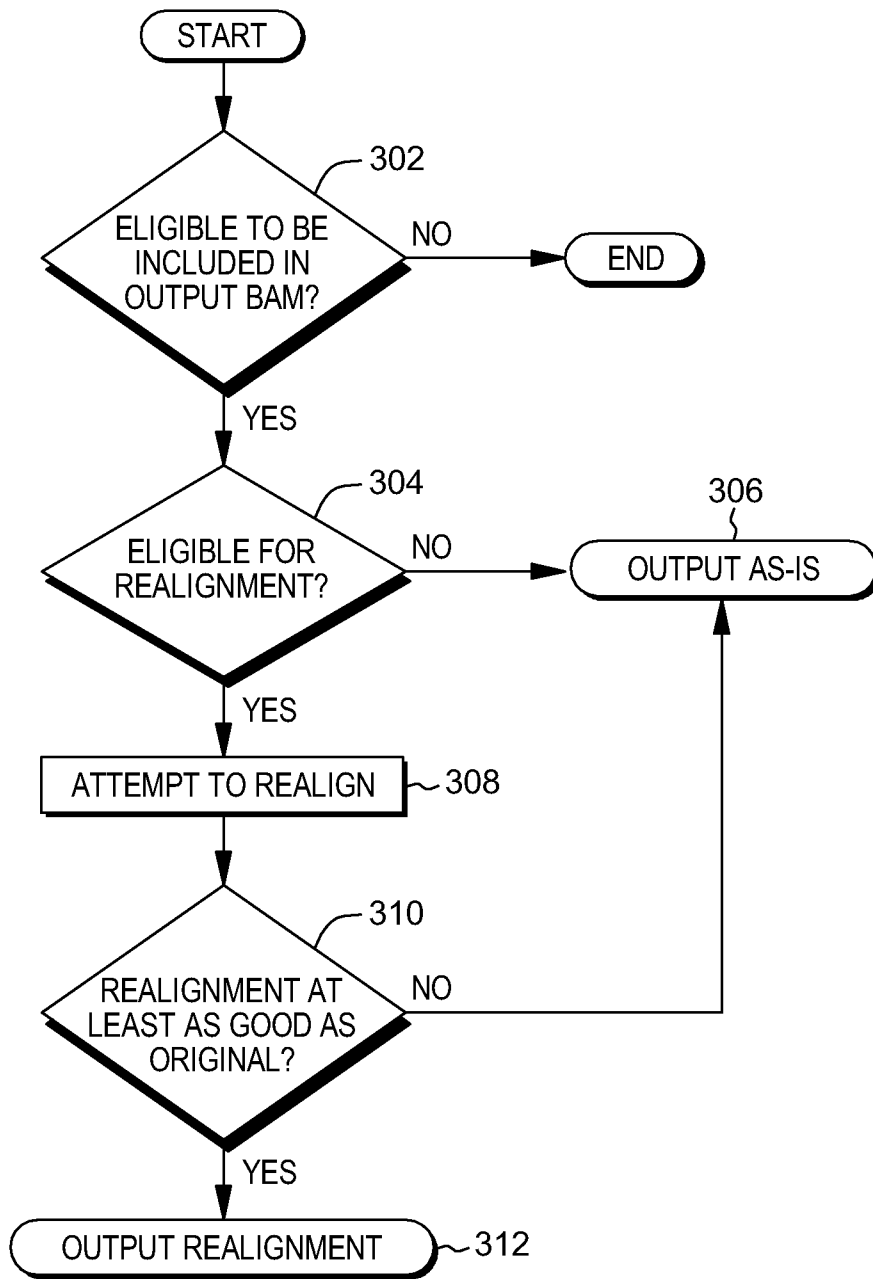 START
302
ELIGIBLE TO BE
INCLUDED IN
OUTPUT BAM?
NO
END
YES
304
ELIGIBLE FOR
REALIGNMENT?
NO
306
OUTPUT AS-IS
YES
ATTEMPT TO REALIGN
308
310
REALIGNMENT AT
LEAST AS GOOD AS
ORIGINAL?
NO
YES
OUTPUT REALIGNMENT
312